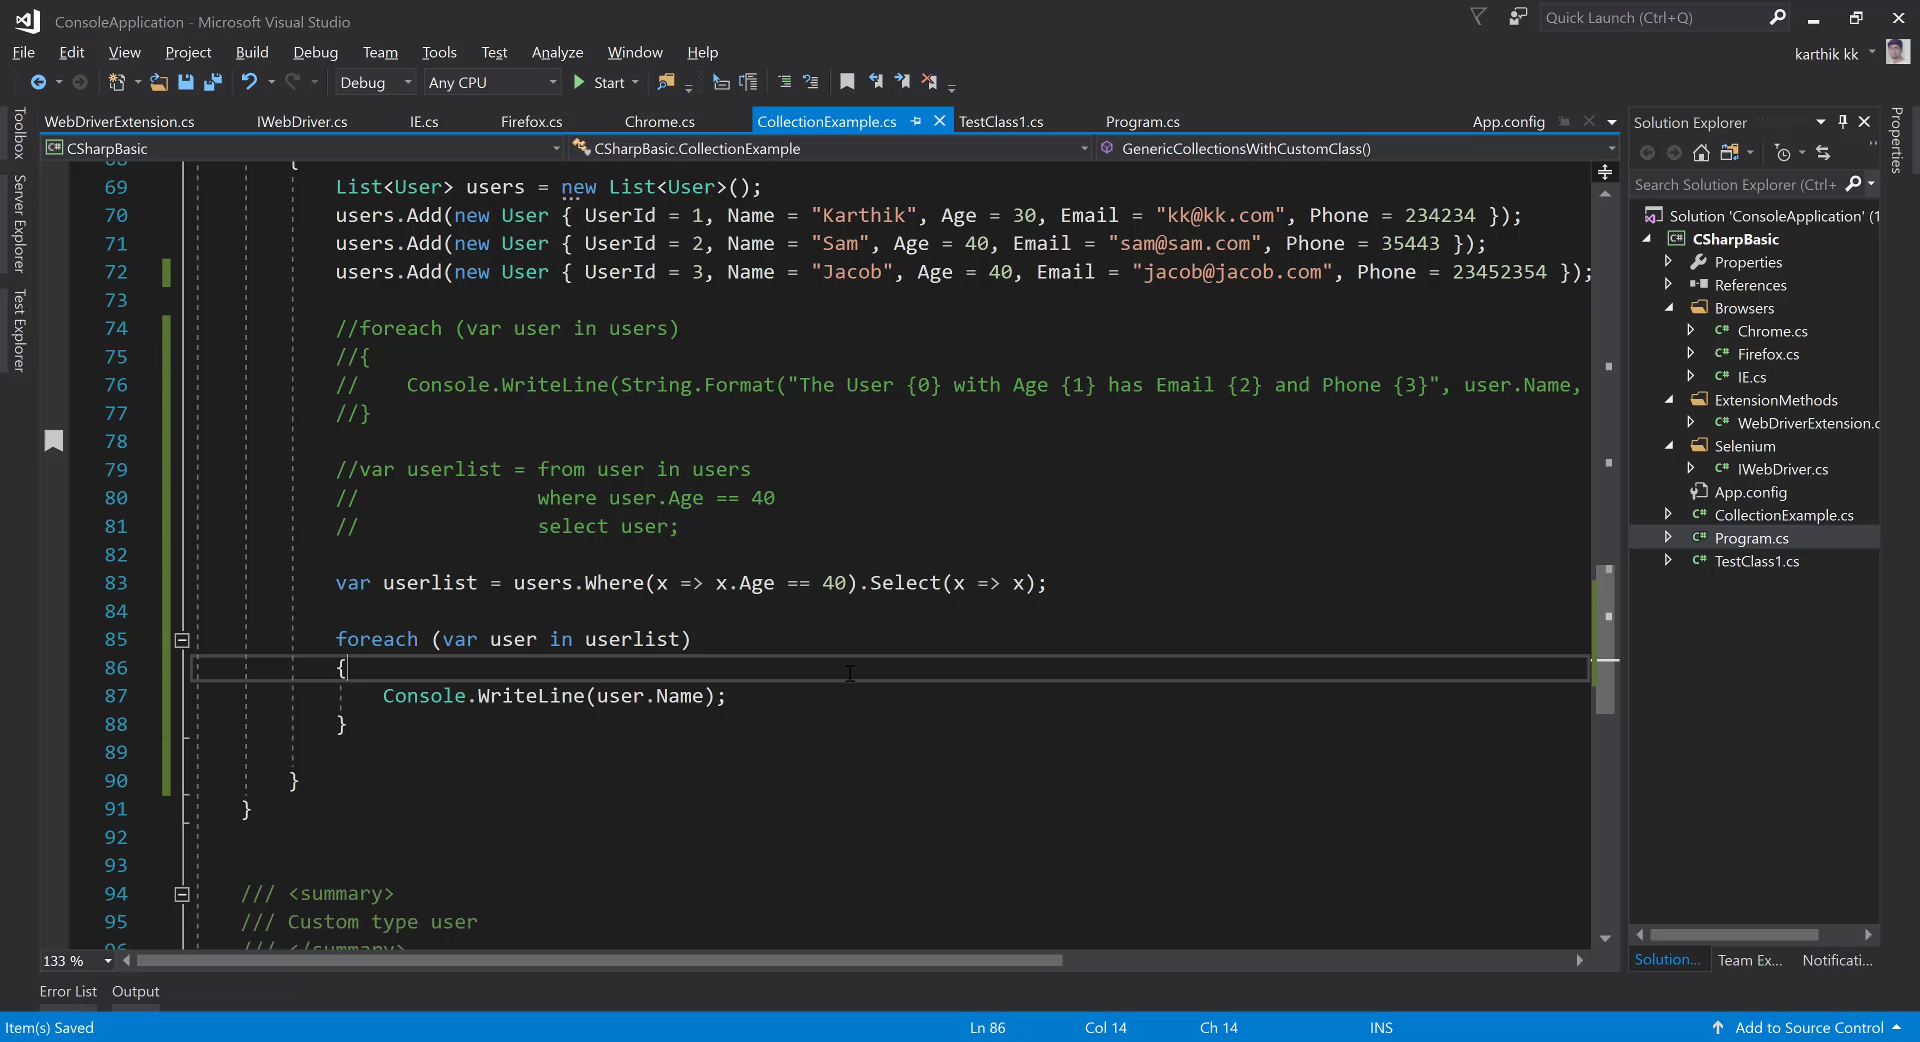 ConsoleApplication - Microsoft Visual Studio
Quick Launch (Ctrl+Q)
File Edit View Project Build Debug Team Tools Test Analyze Window Help
karthik kk
Debug Any CPU Start
WebDriverExtension.cs IWebDriver.cs IE.cs Firefox.cs Chrome.cs CollectionExample.cs TestClass1.cs Program.cs App.config
CSharpBasic CSharpBasic.CollectionExample GenericCollectionsWithCustomClass()
Toolbox
Server Explorer
Test Explorer
68 {
69 List<User> users = new List<User>();
70 users.Add(new User { UserId = 1, Name = "Karthik", Age = 30, Email = "kk@kk.com", Phone = 234234 });
71 users.Add(new User { UserId = 2, Name = "Sam", Age = 40, Email = "sam@sam.com", Phone = 35443 });
72 users.Add(new User { UserId = 3, Name = "Jacob", Age = 40, Email = "jacob@jacob.com", Phone = 23452354 });
73
74 //foreach (var user in users)
75 //{
76 // Console.WriteLine(String.Format("The User {0} with Age {1} has Email {2} and Phone {3}", user.Name,
77 //}
78
79 //var userlist = from user in users
80 // where user.Age == 40
81 // select user;
82
83 var userlist = users.Where(x => x.Age == 40).Select(x => x);
84
85 foreach (var user in userlist)
86 {
87 Console.WriteLine(user.Name);
88 }
89
90 }
91 }
92
93
94 /// <summary>
95 /// Custom type user
96 /// </summary>
133 %
Error List Output
Item(s) Saved Ln 86 Col 14 Ch 14 INS Add to Source Control
Solution Explorer
Search Solution Explorer (Ctrl+
Solution 'ConsoleApplication' (1
CSharpBasic
Properties
References
Browsers
Chrome.cs
Firefox.cs
IE.cs
ExtensionMethods
WebDriverExtension.c
Selenium
IWebDriver.cs
App.config
CollectionExample.cs
Program.cs
TestClass1.cs
Solution... Team Ex... Notificati...
Properties